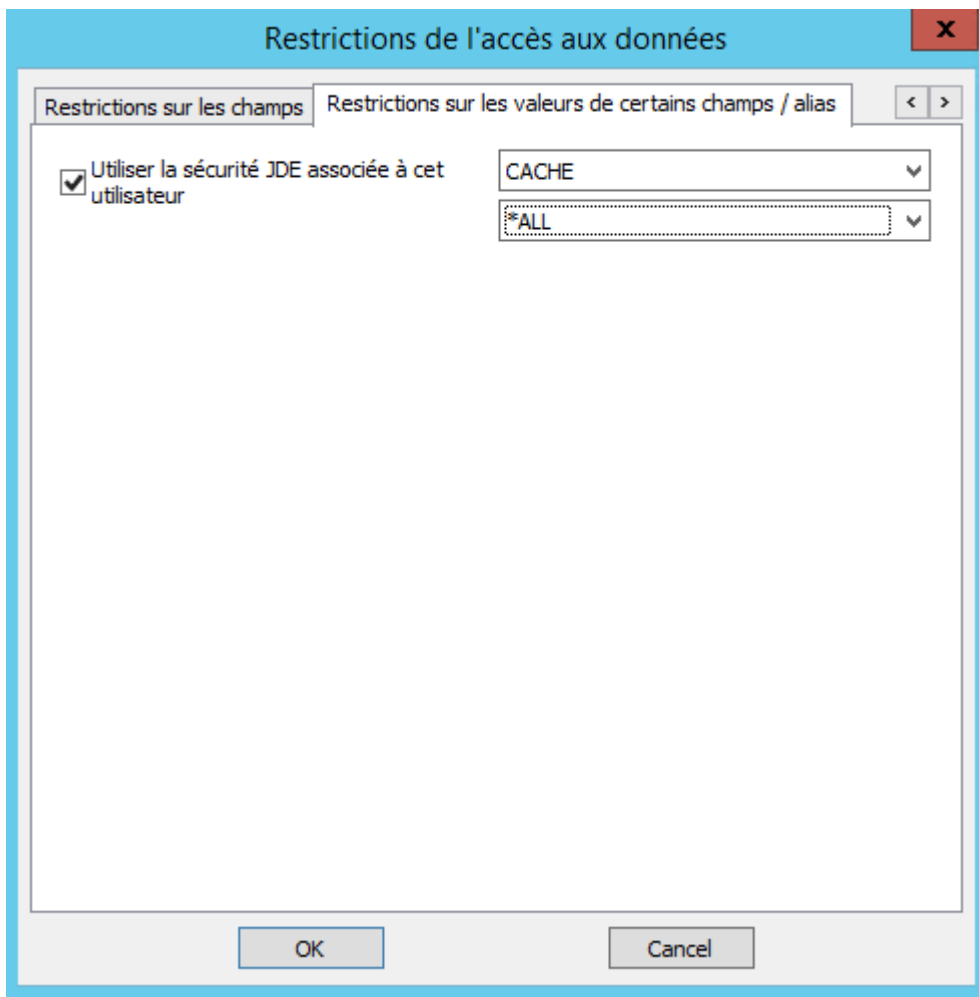 Restrictions de l'accès aux données
x
Restrictions sur les champs
Restrictions sur les valeurs de certains champs / alias
< >
Utiliser la sécurité JDE associée à cet
utilisateur
CACHE
*ALL
OK
Cancel